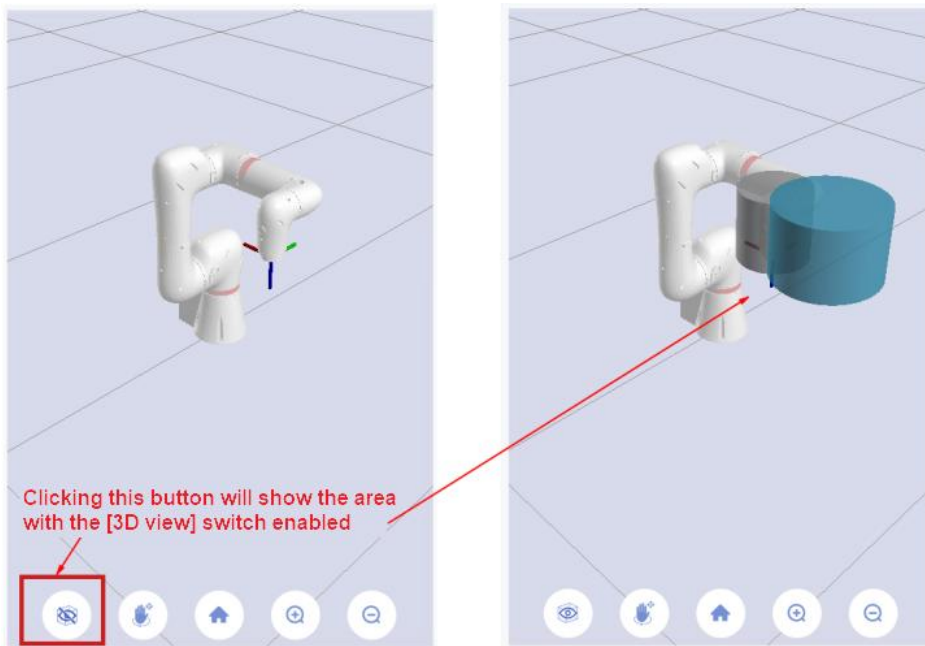 Clicking this button will show the area
with the [3D view] switch enabled